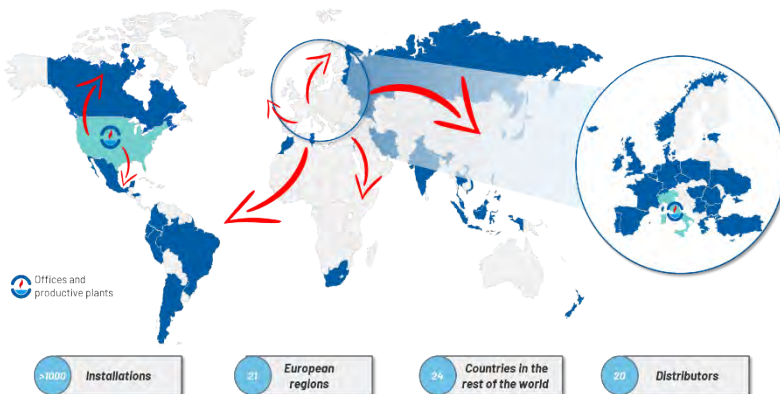 Offices and
productive plants
>1000
Installations
21
European
regions
24
Countries in the
rest of the world
20
Distributors